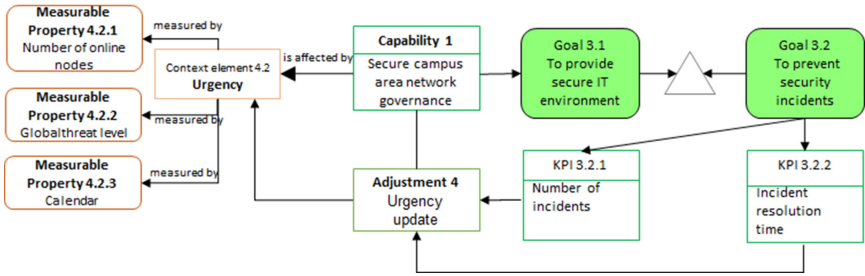 Measurable
Property 4.2.1
Number of online
nodes
measured by
Measurable
Property 4.2.2
Globalthreat level
measured by
Measurable
Property 4.2.3
Calendar
measured by
Context element 4.2
Urgency
is affected by
Capability 1
Secure campus
area network
governance
Goal 3.1
To provide
secure IT
environment
Goal 3.2
To prevent
security
incidents
Adjustment 4
Urgency
update
KPI 3.2.1
Number of
incidents
KPI 3.2.2
Incident
resolution
time